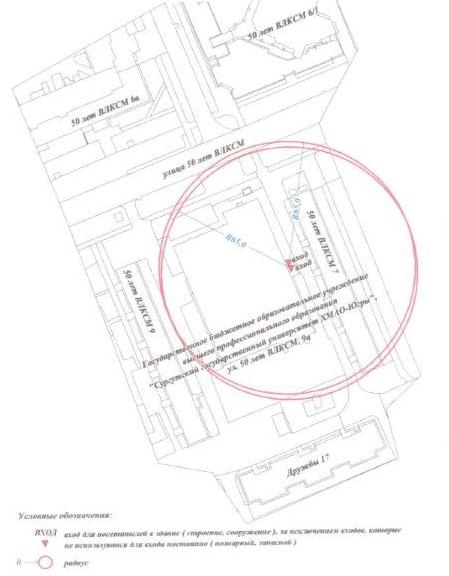 50 лет ВЛКСМ 6/1
50 лет ВЛКСМ 6а
улица 50 лет ВЛКСМ
R65,0
R65,0
50 лет ВЛКСМ 7
вход
вход
50 лет ВЛКСМ 9
Государственное бюджетное образовательное учреждение
высшего профессионального образования
"Сургутский государственный университет ХМАО-Югры",
ул. 50 лет ВЛКСМ, 9а
Дружбы 17
Условные обозначения:
ВХОД вход для посетителей в здание ( строение, сооружение ), за исключением входов, которые
не используются для входа постоянно ( пожарный, запасной )
R радиус